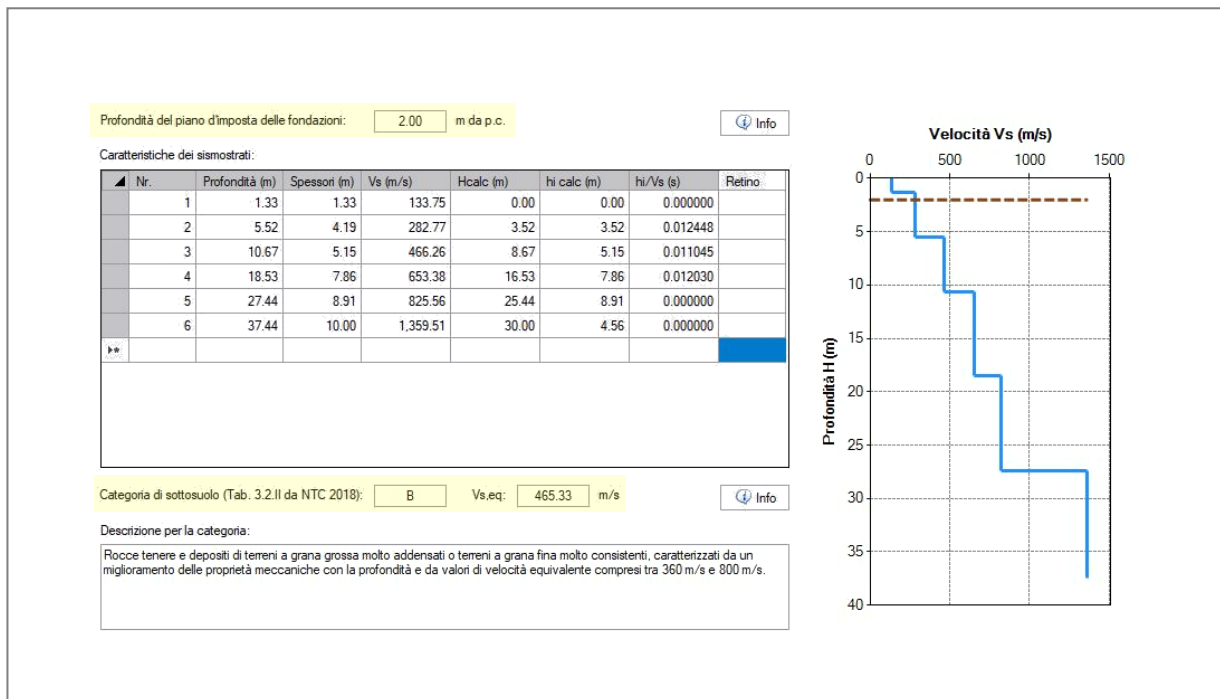 Profondità del piano d'imposta delle fondazioni: 2.00 m da p.c. Info
Caratteristiche dei sismostrati:
Nr. Profondità (m) Spessori (m) Vs (m/s) Hcalc (m) hi calc (m) hi/Vs (s) Retino
1 1.33 1.33 133.75 0.00 0.00 0.000000
2 5.52 4.19 282.77 3.52 3.52 0.012448
3 10.67 5.15 466.26 8.67 5.15 0.011045
4 18.53 7.86 653.38 16.53 7.86 0.012030
5 27.44 8.91 825.56 25.44 8.91 0.000000
6 37.44 10.00 1,359.51 30.00 4.56 0.000000
Categoria di sottosuolo (Tab. 3.2.II da NTC 2018): B Vs,eq: 465.33 m/s Info
Descrizione per la categoria:
Rocce tenere e depositi di terreni a grana grossa molto addensati o terreni a grana fina molto consistenti, caratterizzati da un
miglioramento delle proprietà meccaniche con la profondità e da valori di velocità equivalente compresi tra 360 m/s e 800 m/s.
Velocità Vs (m/s)
0 500 1000 1500
Profondità H (m)
0
5
10
15
20
25
30
35
40